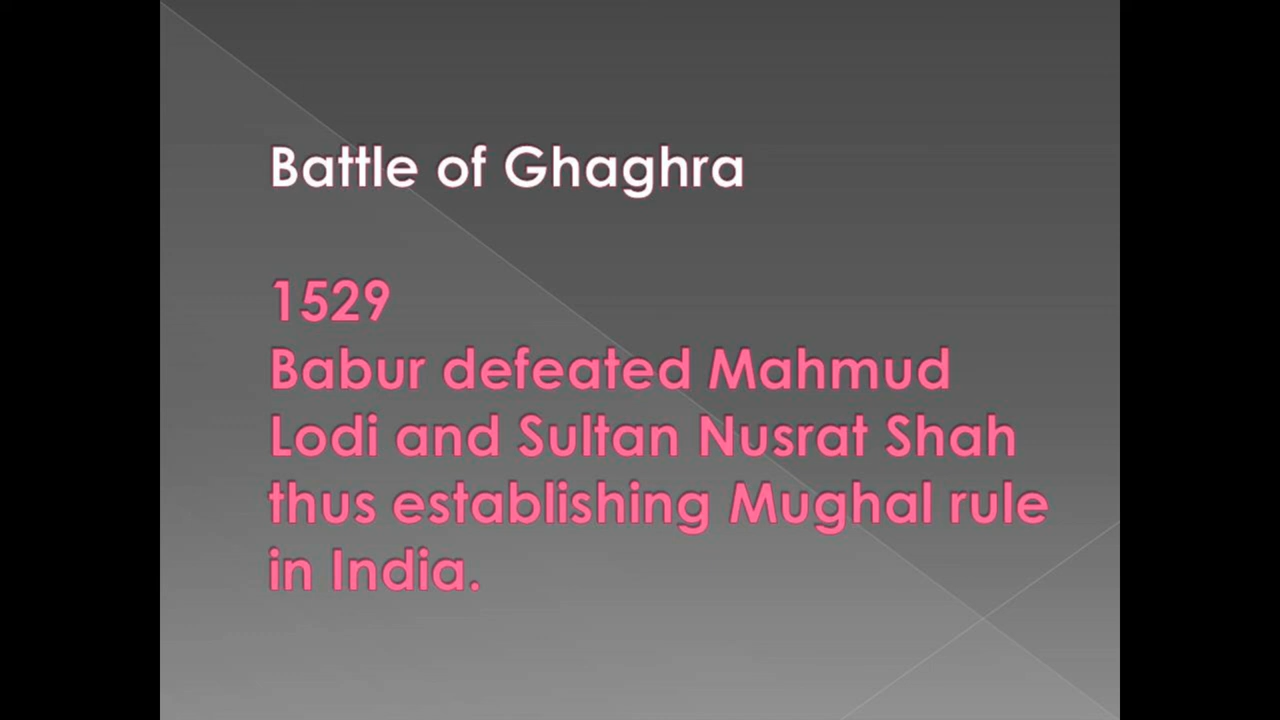 Battle of Ghaghra
1529
Babur defeated Mahmud
Lodi and Sultan Nusrat Shah
thus establishing Mughal rule
in India.